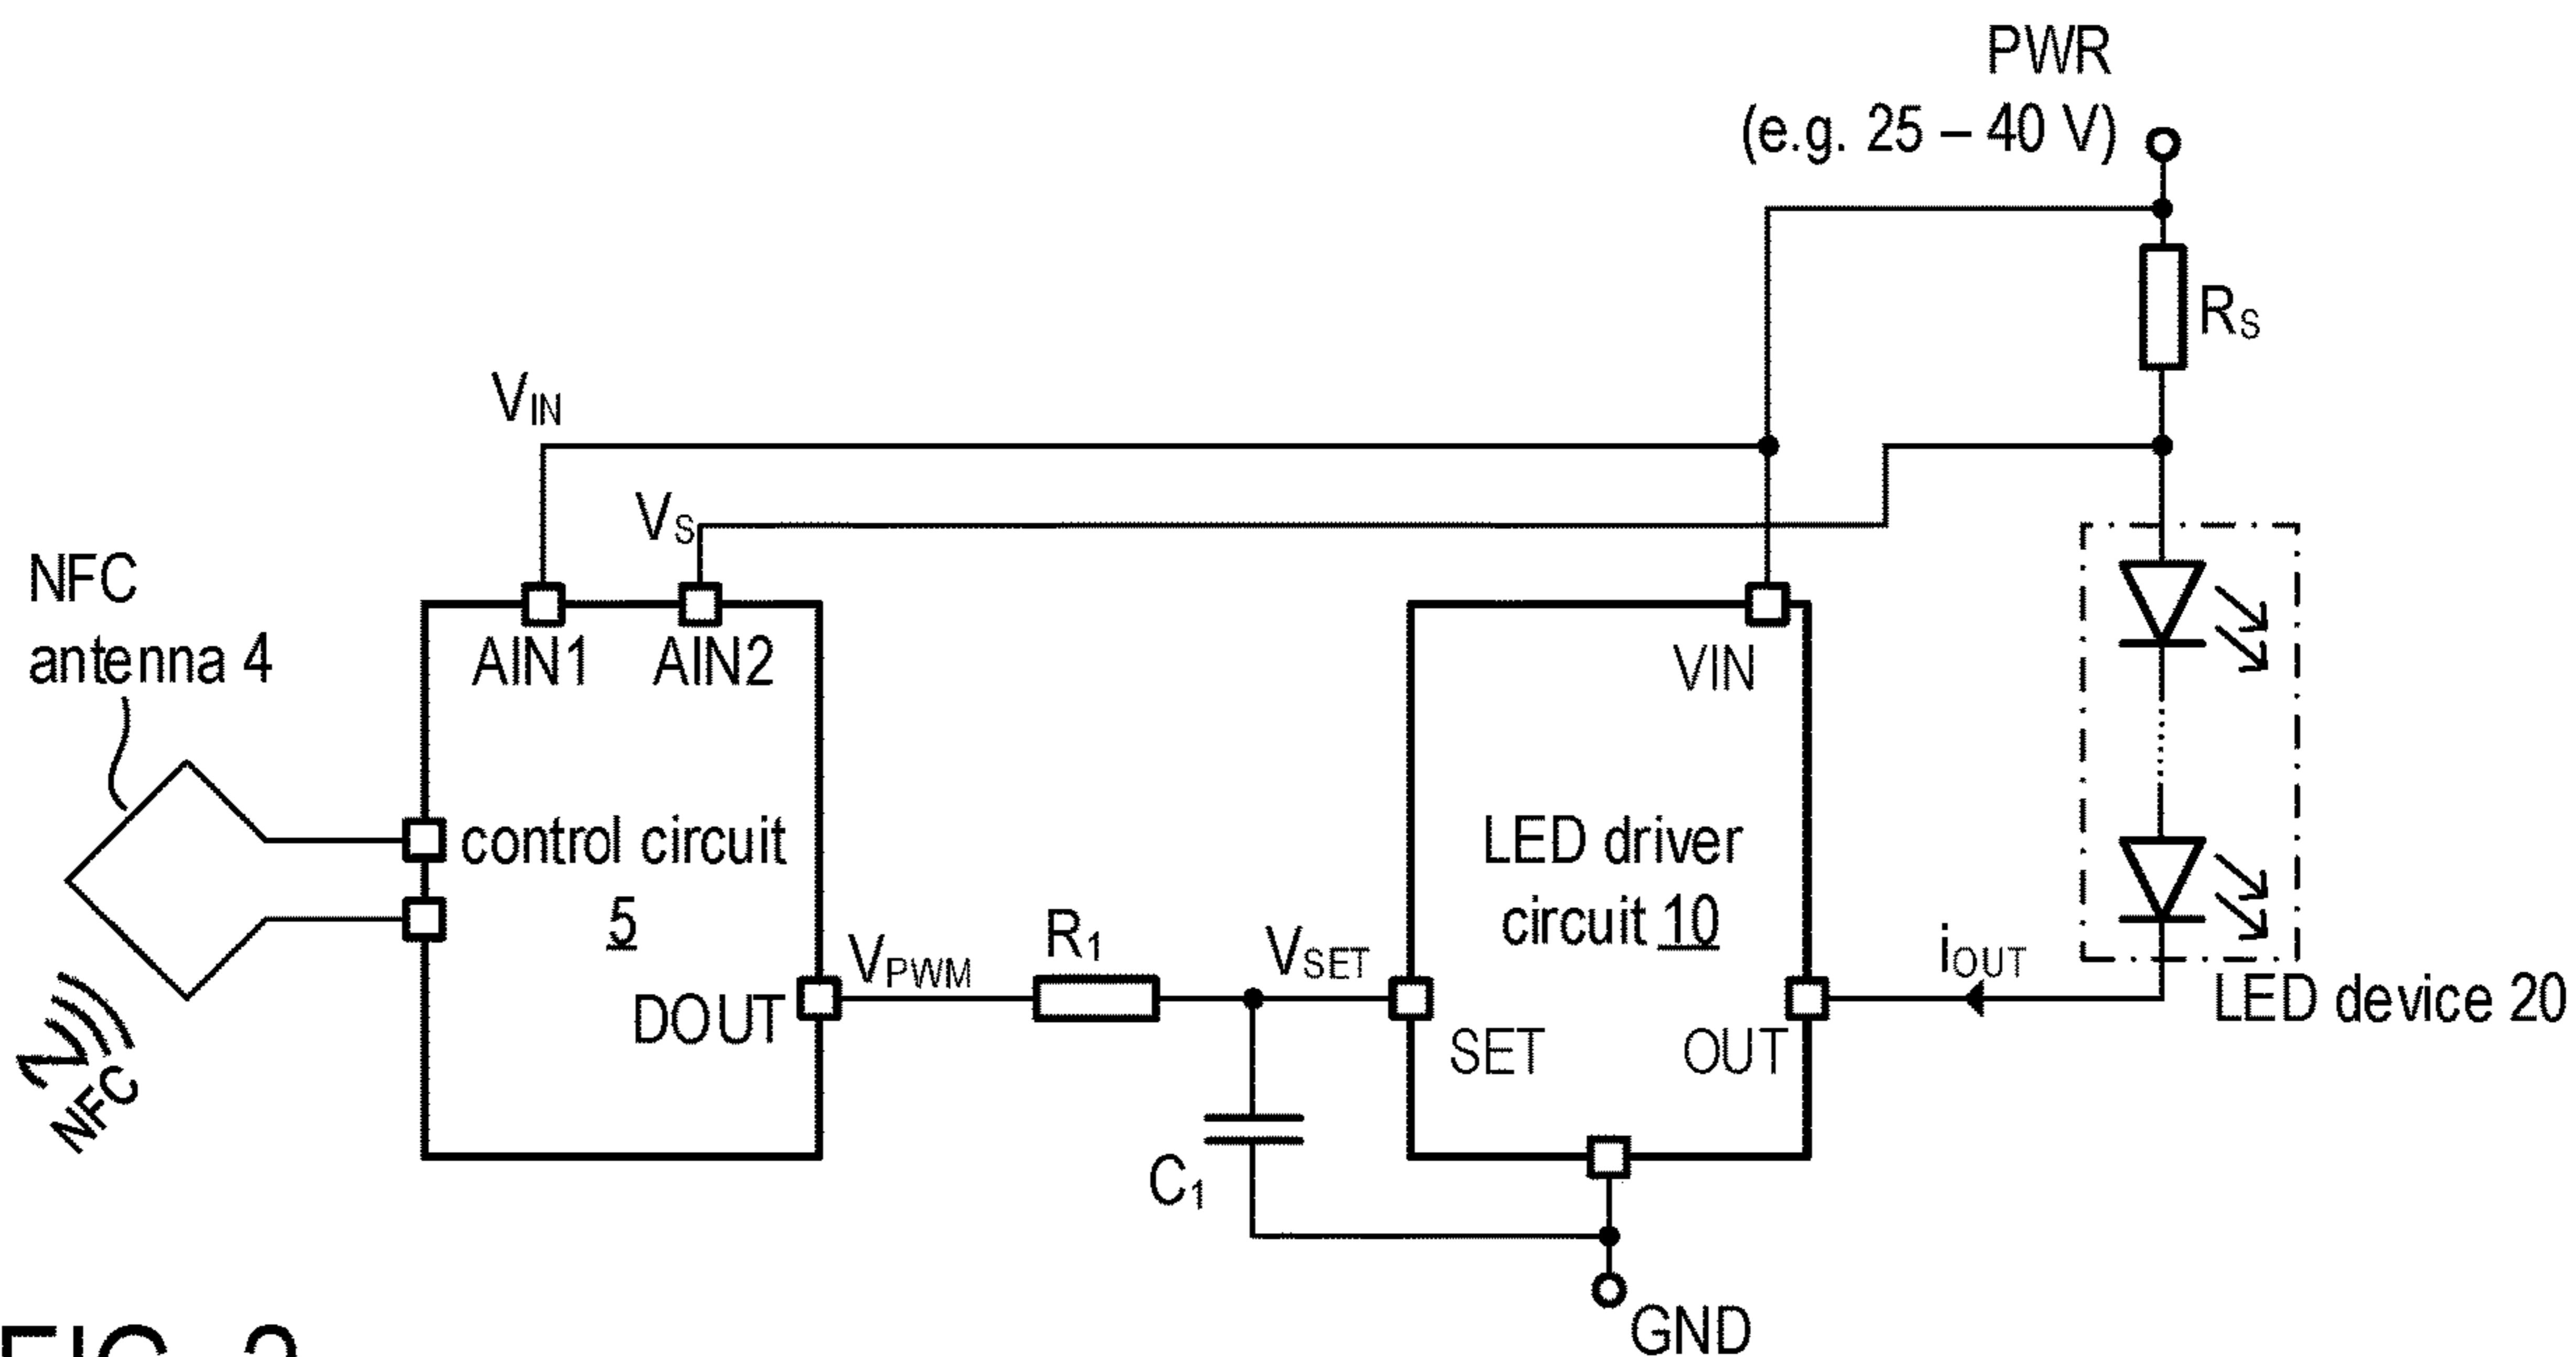 PWR
(e.g. 25 – 40 V)
RS
VIN
VS
NFC
antenna 4
AIN1
AIN2
VIN
control circuit
5
LED driver
circuit 10
VPWM
R1
VSET
iOUT
DOUT
SET
OUT
LED device 20
NFC
C1
GND